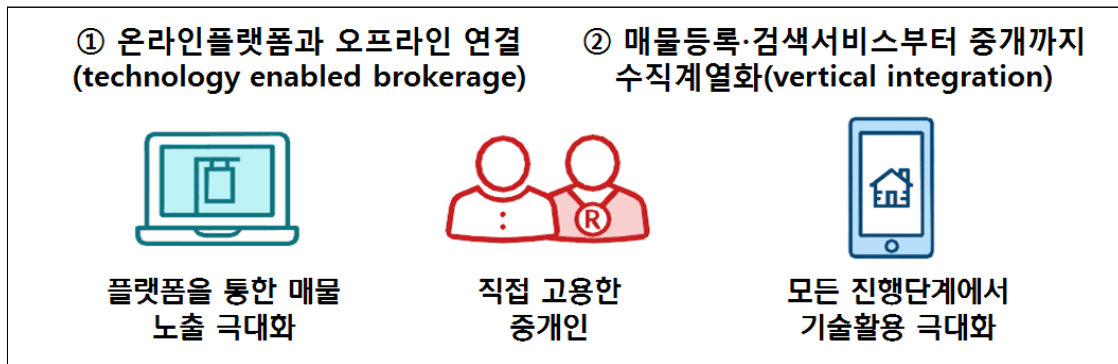 ① 온라인플랫폼과 오프라인 연결
(technology enabled brokerage)
② 매물등록·검색서비스부터 중개까지
수직계열화(vertical integration)
R
플랫폼을 통한 매물
노출 극대화
직접 고용한
중개인
모든 진행단계에서
기술활용 극대화